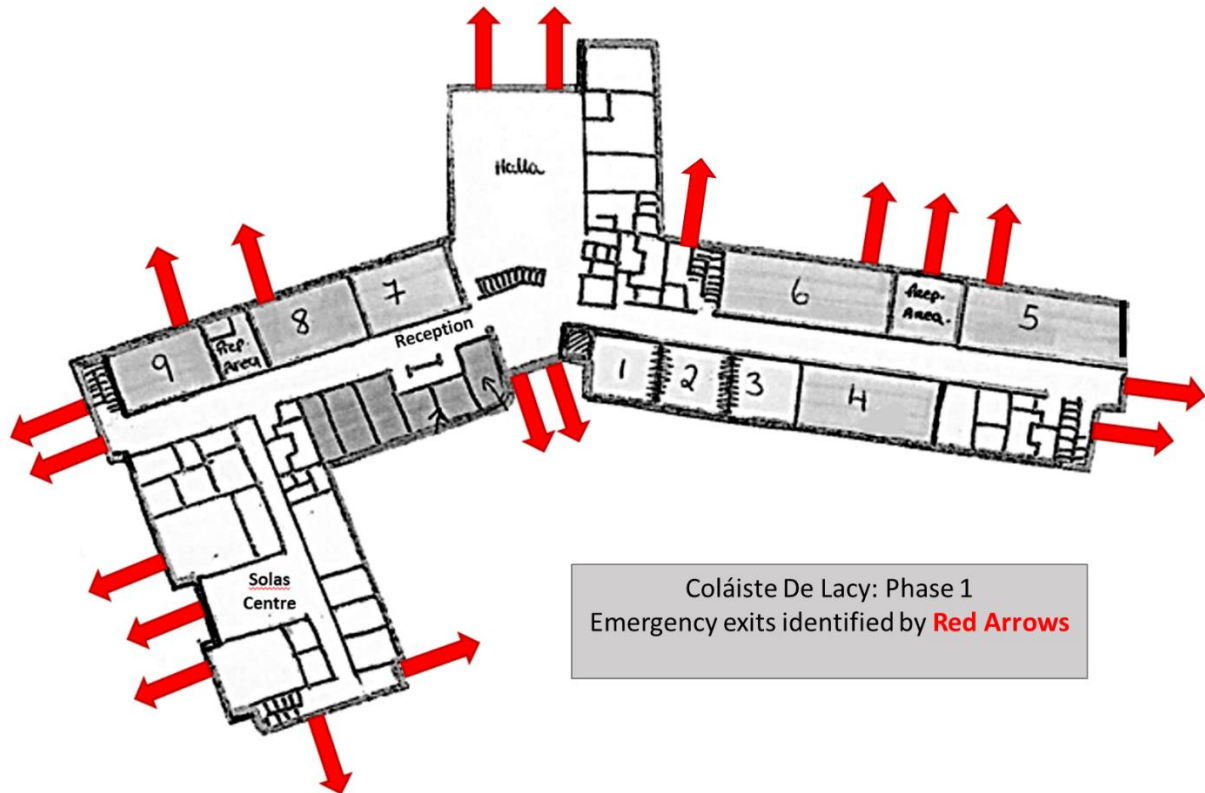 Halla
7
8
Prep.
Area
9
Reception
6
Prep.
Area.
5
1
2
3
4
Solas
Centre
Coláiste De Lacy: Phase 1
Emergency exits identified by Red Arrows